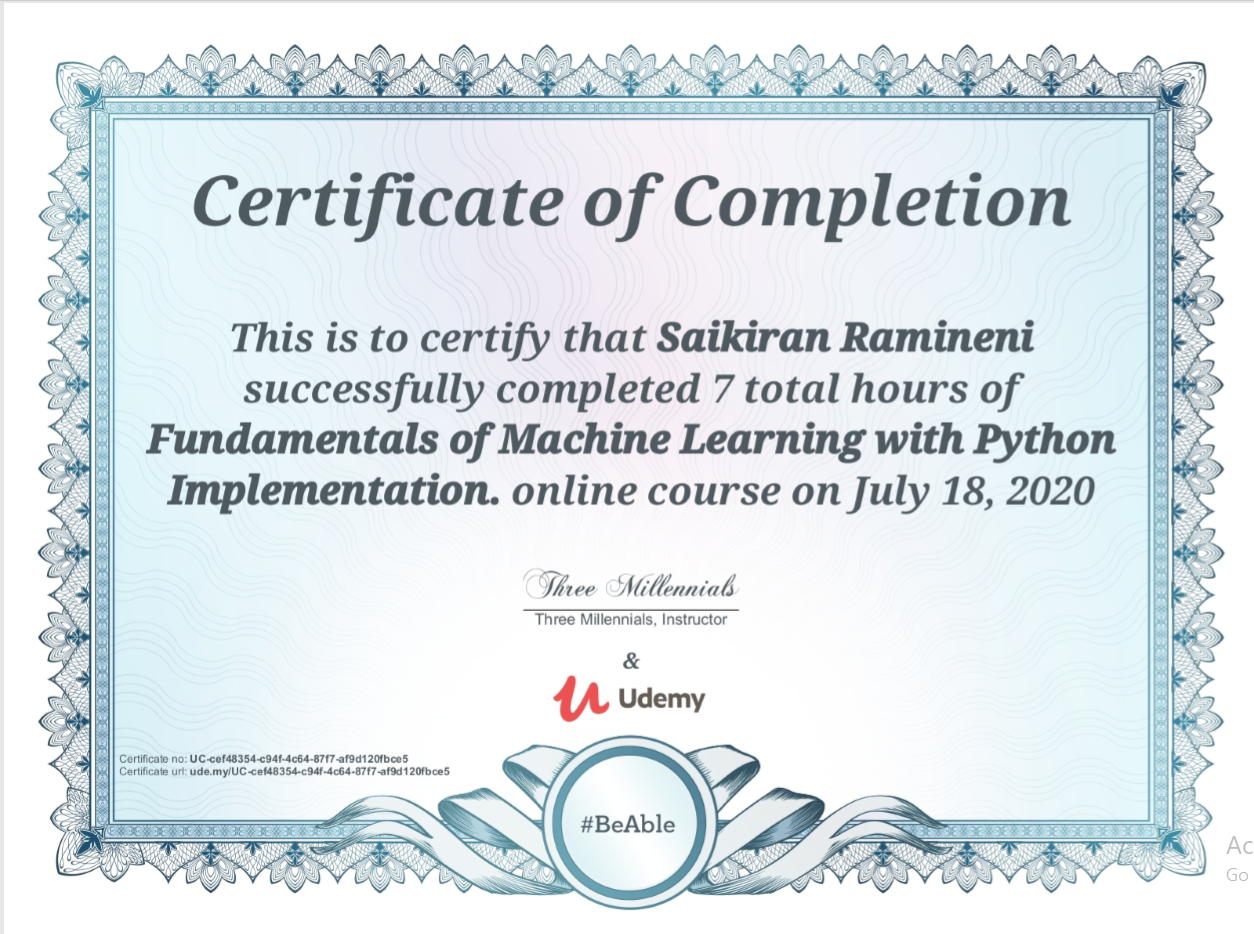 Certificate of Completion
This is to certify that Saikiran Ramineni
successfully completed 7 total hours of
Fundamentals of Machine Learning with Python
Implementation. online course on July 18, 2020
Three Millennials
Three Millennials, Instructor
&
Udemy
Certificate no: UC-cef48354-c94f-4c64-87f7-af9d120fbce5
Certificate url: ude.my/UC-cef48354-c94f-4c64-87f7-af9d120fbce5
#BeAble
Ac
Go